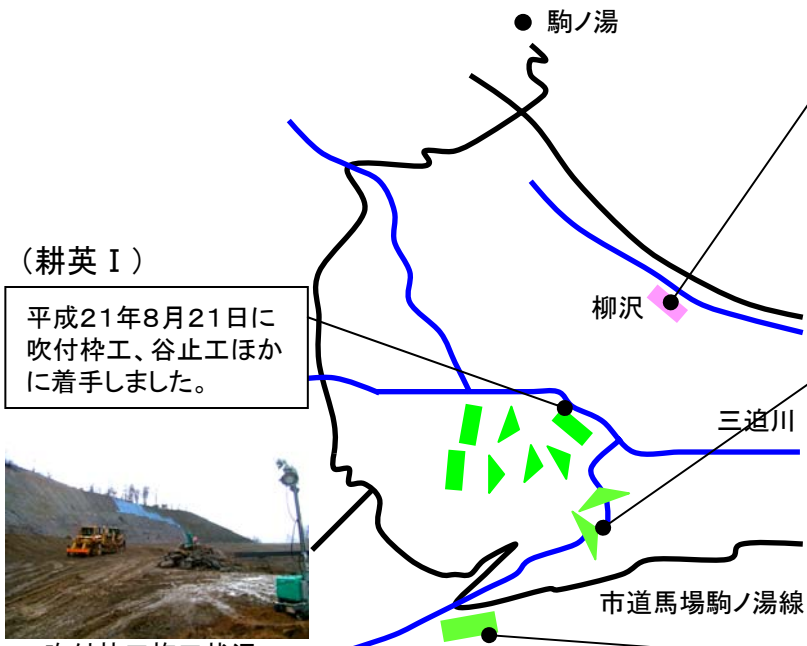 駒ノ湯
（耕英Ⅰ）
平成２１年８月２１日に
吹付枠工、谷止工ほか
に着手しました。
柳沢
三迫川
市道馬場駒ノ湯線